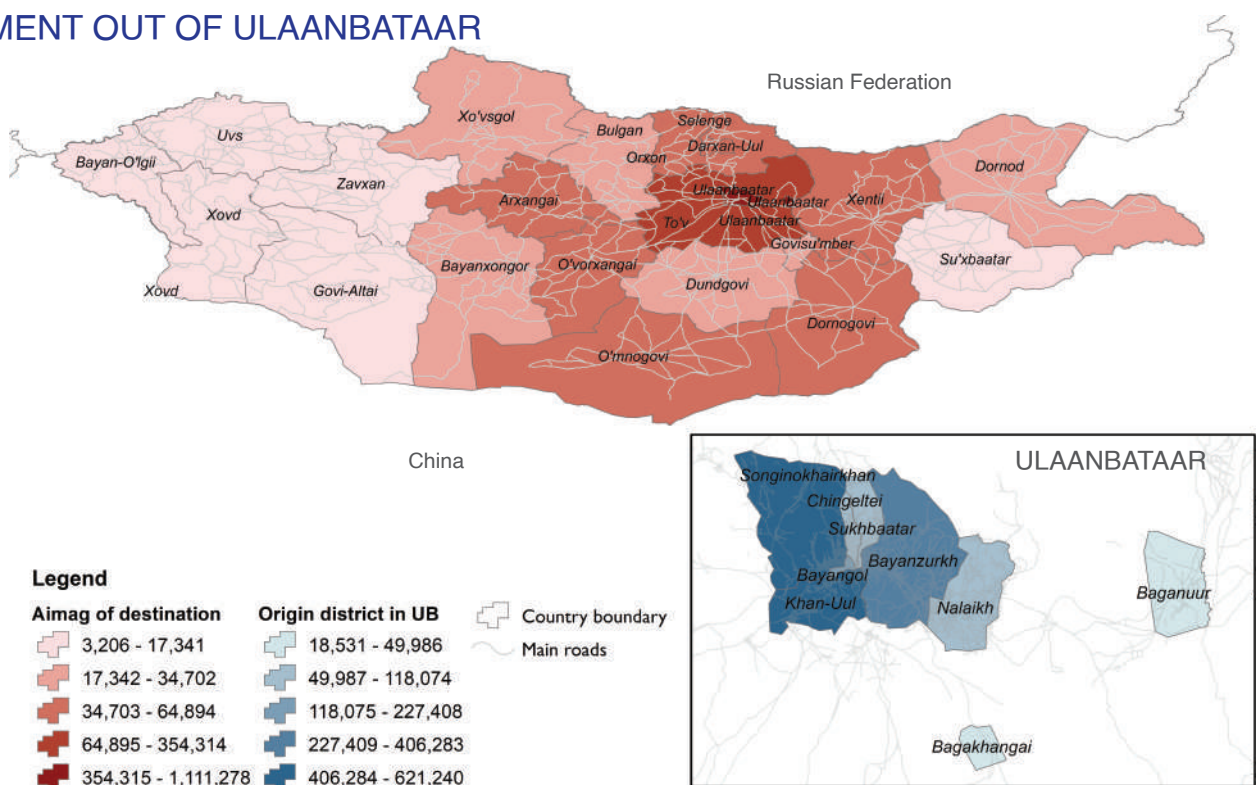 MENT OUT OF ULAANBATAAR
Russian Federation
Xo'vsgol
Uvs
Bulgan
Selenge
Darxan-Uul
Orxon
Bayan-O'lgii
Zavxan
Dornod
Ulaanbaatar
Ulaanbaatar
Arxangai
Xentii
Xovd
To'v
Ulaanbaatar
Govisu'mber
Su'xbaatar
Bayanxongor
O'vorxangai
Dundgovi
Xovd
Govi-Altai
Dornogovi
O'mnogovi
China
ULAANBATAAR
Songinokhairkhan
Chingeltei
Sukhbaatar
Bayanzurkh
Bayangol
Khan-Uul
Nalaikh
Baganuur
Bagakhangai
Legend
Aimag of destination
3,206 - 17,341
17,342 - 34,702
34,703 - 64,894
64,895 - 354,314
354,315 - 1,111,278
Origin district in UB
18,531 - 49,986
49,987 - 118,074
118,075 - 227,408
227,409 - 406,283
406,284 - 621,240
Country boundary
Main roads